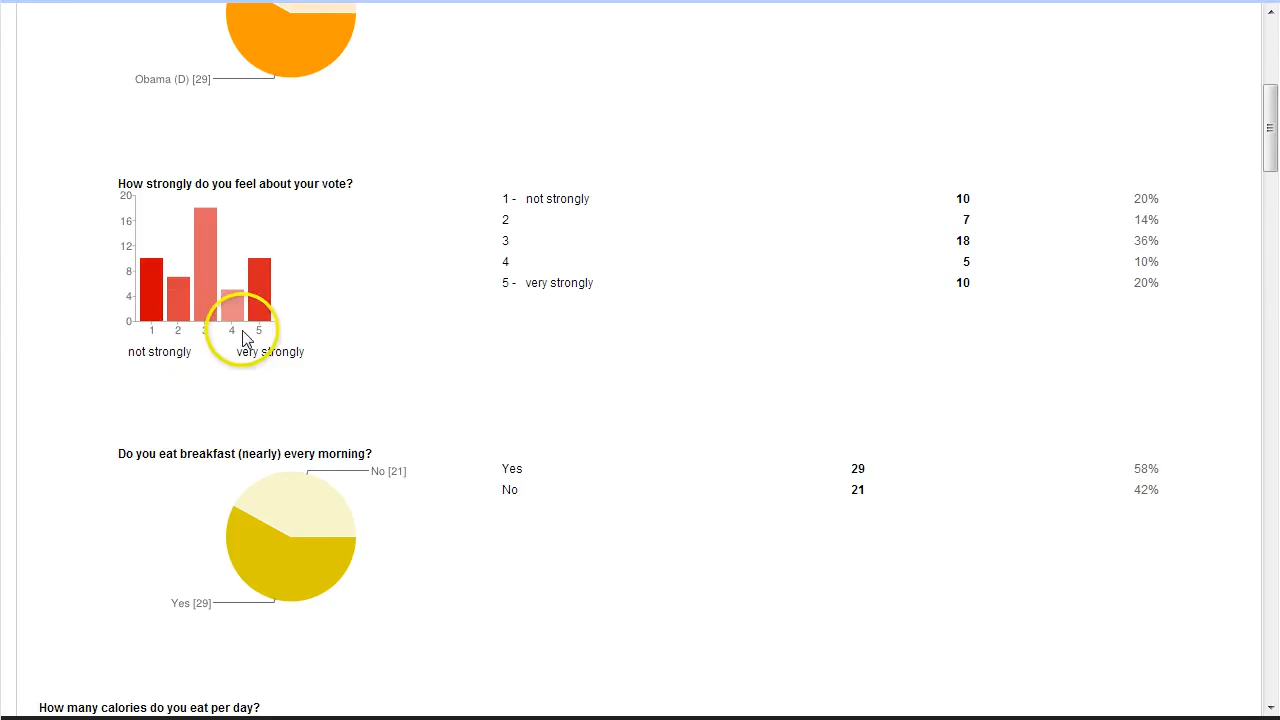 Obama (D) [29]
How strongly do you feel about your vote?
20
16
12
8
4
0
1 2 3 4 5
not strongly very strongly
1 - not strongly 10 20%
2 7 14%
3 18 36%
4 5 10%
5 - very strongly 10 20%
Do you eat breakfast (nearly) every morning?
No [21]
Yes [29]
Yes 29 58%
No 21 42%
How many calories do you eat per day?